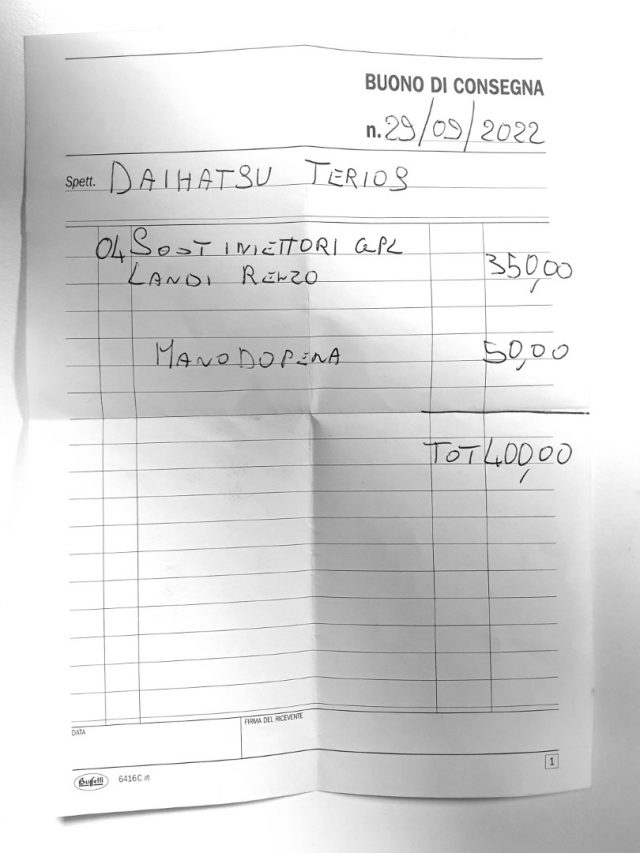 BUONO DI CONSEGNA
n. 29/09/2022
Spett. DAIHATSU TERIOS
04 SOST INIETTORI GPL
LANDI RENZO 350,00
MANODOPERA 50,00
TOT 400,00
DATA
FIRMA DEL RICEVENTE
Buffetti 6416C (f)
1